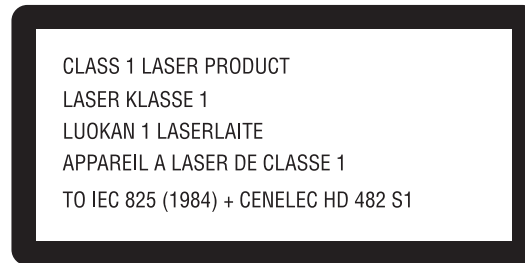 CLASS 1 LASER PRODUCT
LASER KLASSE 1
LUOKAN 1 LASERLAITE
APPAREIL A LASER DE CLASSE 1
TO IEC 825 (1984) + CENELEC HD 482 S1